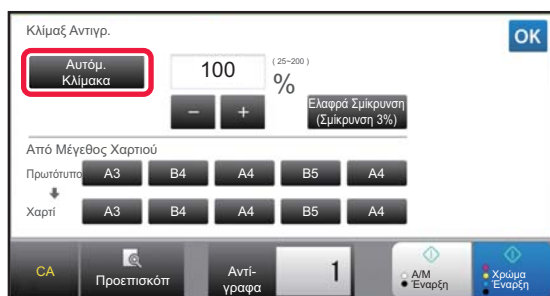 Κλίμαξ Αντιγρ.
OK
Αυτόμ.
Κλίμακα
100
( 25~200 )
%
− +
Ελαφρά Σμίκρυνση
(Σμίκρυνση 3%)
Από Μέγεθος Χαρτιού
Πρωτότυπο A3 B4 A4 B5 A4
Χαρτί A3 B4 A4 B5 A4
CA
Προεπισκόπ
Αντί-
γραφα
1
Α/Μ
Έναρξη
Χρώμα
Έναρξη